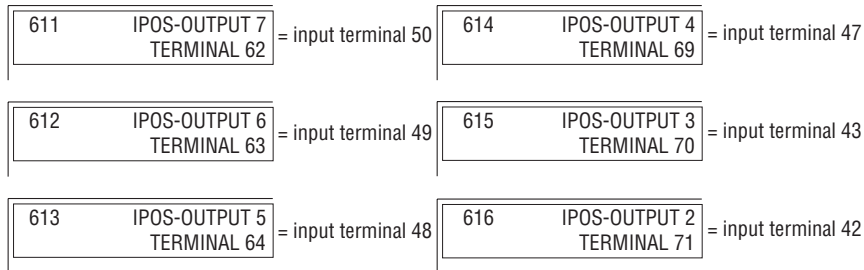 611 IPOS-OUTPUT 7
TERMINAL 62
= input terminal 50
612 IPOS-OUTPUT 6
TERMINAL 63
= input terminal 49
613 IPOS-OUTPUT 5
TERMINAL 64
= input terminal 48
614 IPOS-OUTPUT 4
TERMINAL 69
= input terminal 47
615 IPOS-OUTPUT 3
TERMINAL 70
= input terminal 43
616 IPOS-OUTPUT 2
TERMINAL 71
= input terminal 42